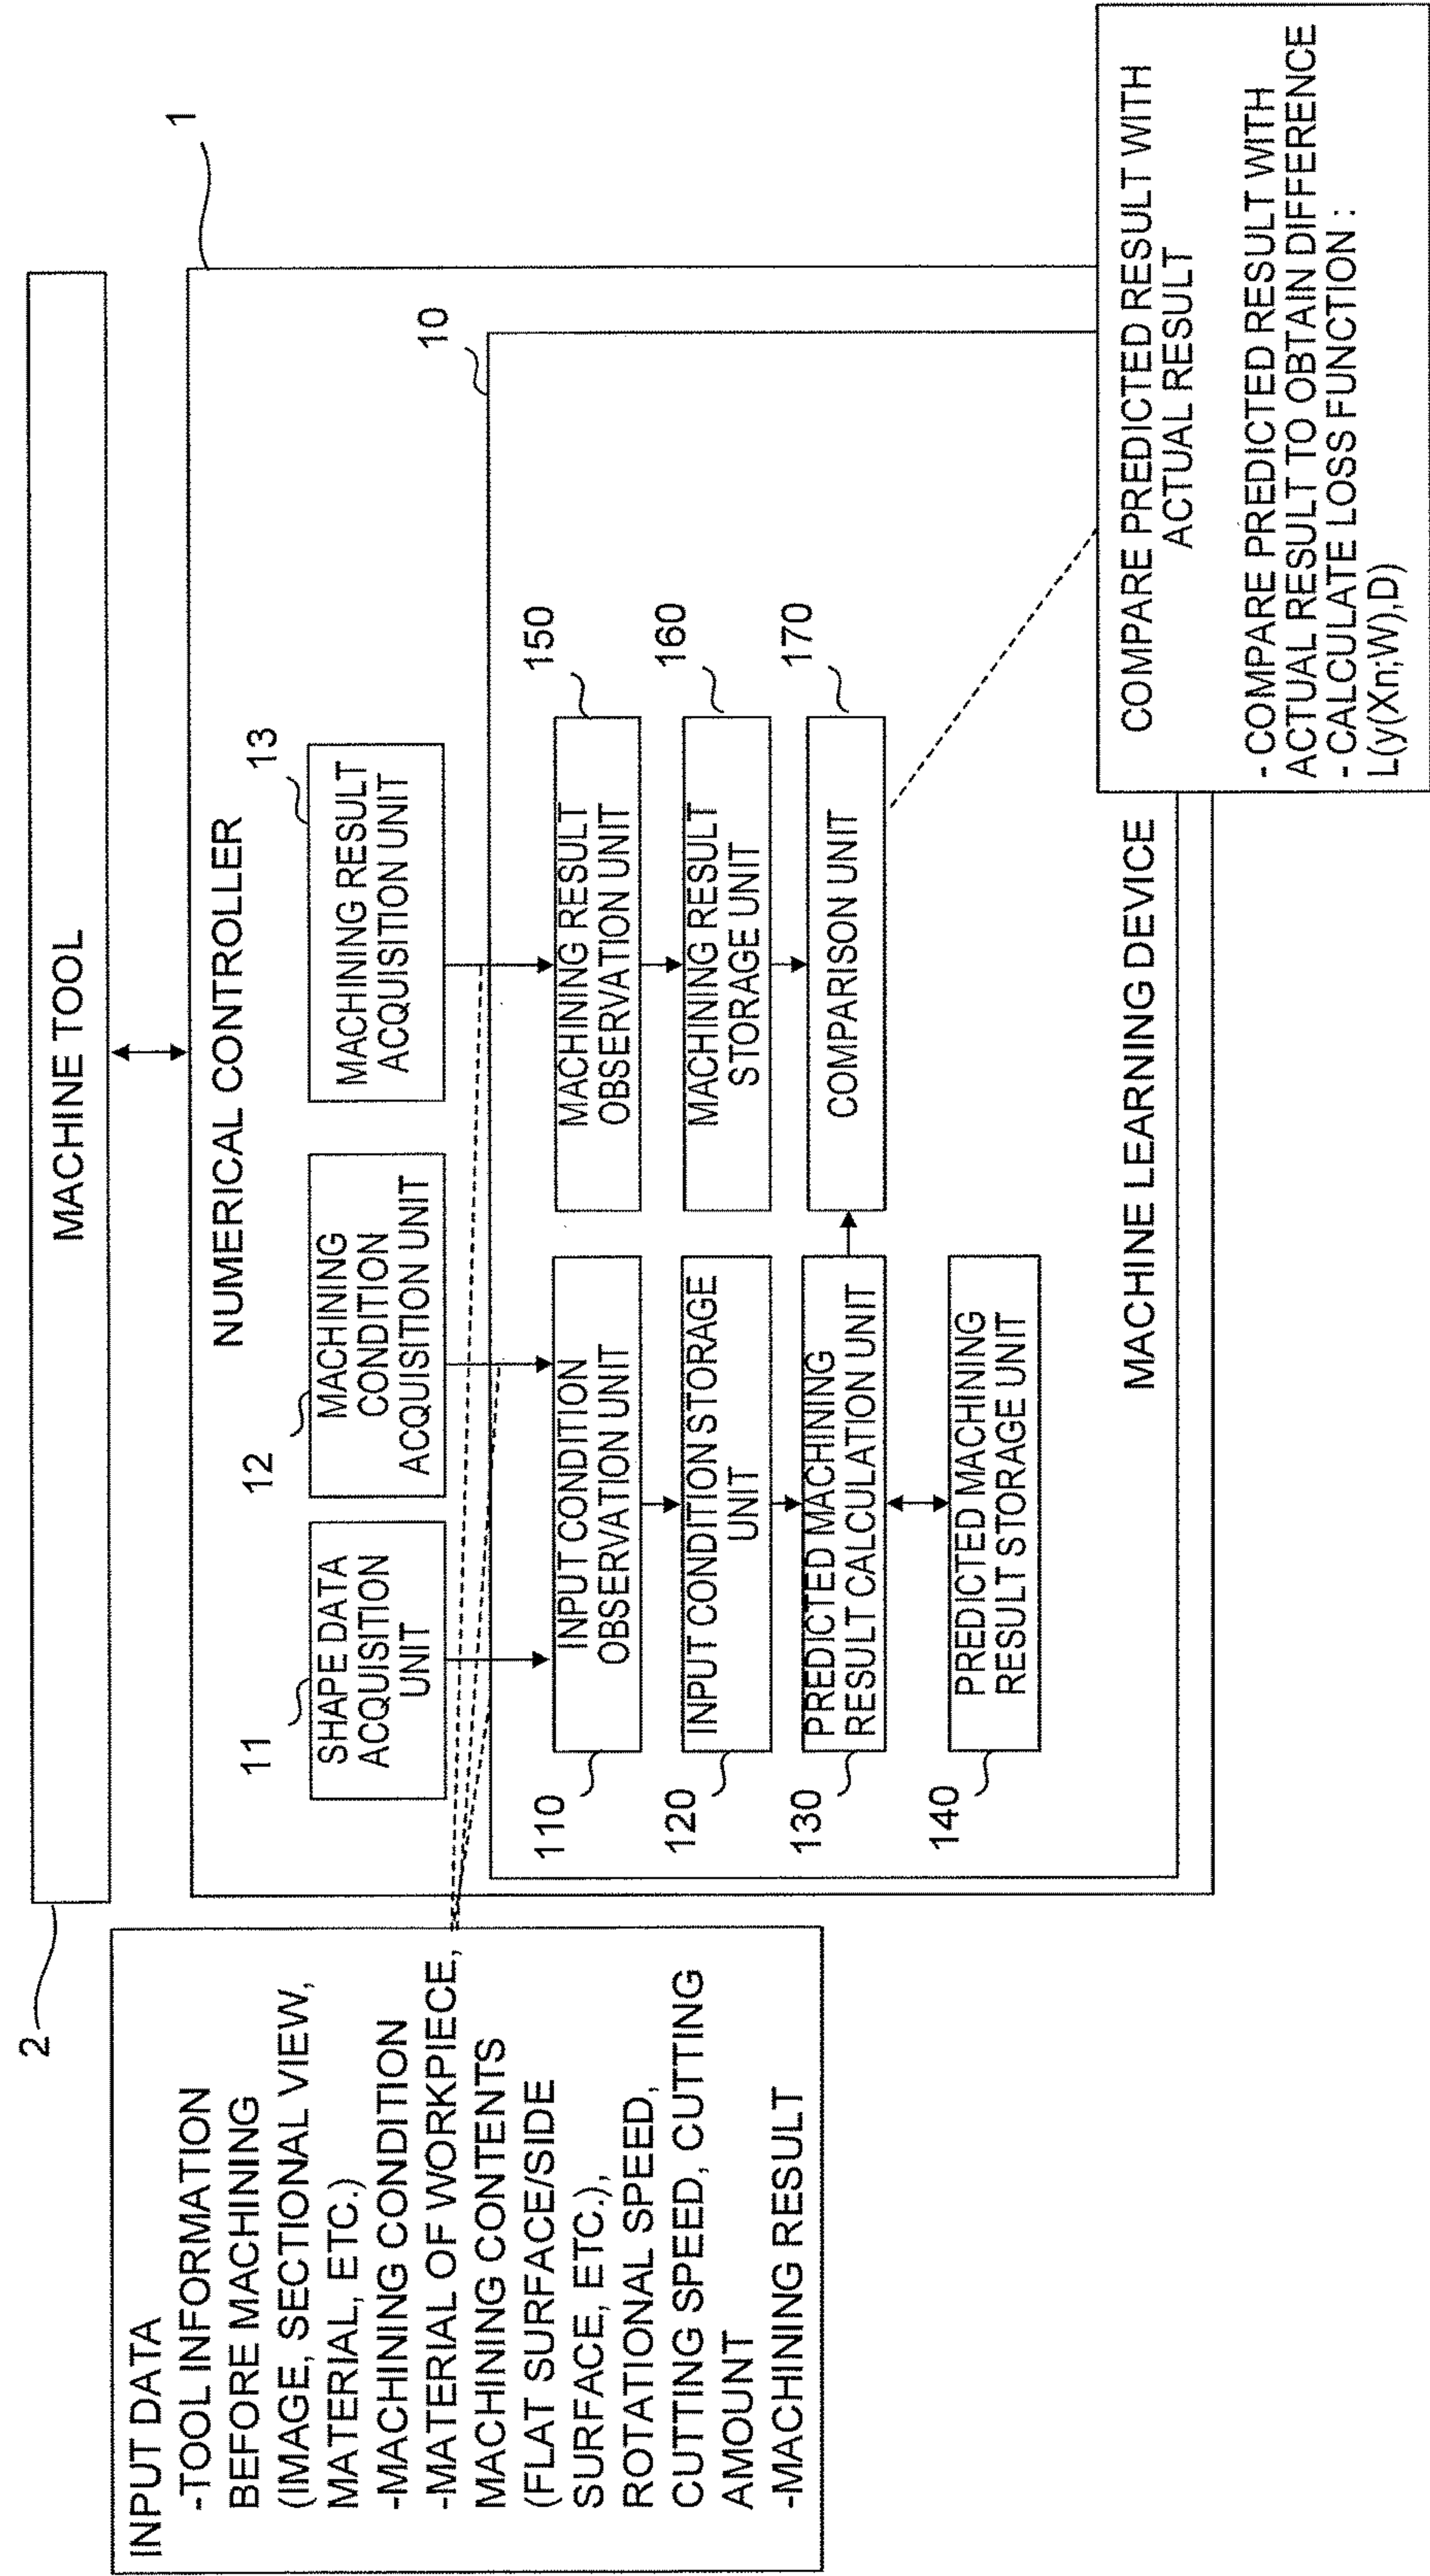 2
MACHINE TOOL
1
NUMERICAL CONTROLLER
INPUT DATA
-TOOL INFORMATION
BEFORE MACHINING
(IMAGE, SECTIONAL VIEW,
MATERIAL, ETC.)
-MACHINING CONDITION
-MATERIAL OF WORKPIECE,
MACHINING CONTENTS
(FLAT SURFACE/SIDE
SURFACE, ETC.),
ROTATIONAL SPEED,
CUTTING SPEED, CUTTING
AMOUNT
-MACHINING RESULT
11
SHAPE DATA
ACQUISITION
UNIT
12
MACHINING
CONDITION
ACQUISITION UNIT
13
MACHINING RESULT
ACQUISITION UNIT
10
110
INPUT CONDITION
OBSERVATION UNIT
150
MACHINING RESULT
OBSERVATION UNIT
120
INPUT CONDITION STORAGE
UNIT
160
MACHINING RESULT
STORAGE UNIT
130
PREDICTED MACHINING
RESULT CALCULATION UNIT
170
COMPARISON UNIT
140
PREDICTED MACHINING
RESULT STORAGE UNIT
MACHINE LEARNING DEVICE
COMPARE PREDICTED RESULT WITH
ACTUAL RESULT
- COMPARE PREDICTED RESULT WITH
ACTUAL RESULT TO OBTAIN DIFFERENCE
- CALCULATE LOSS FUNCTION :
L(y(Xn;W),D)